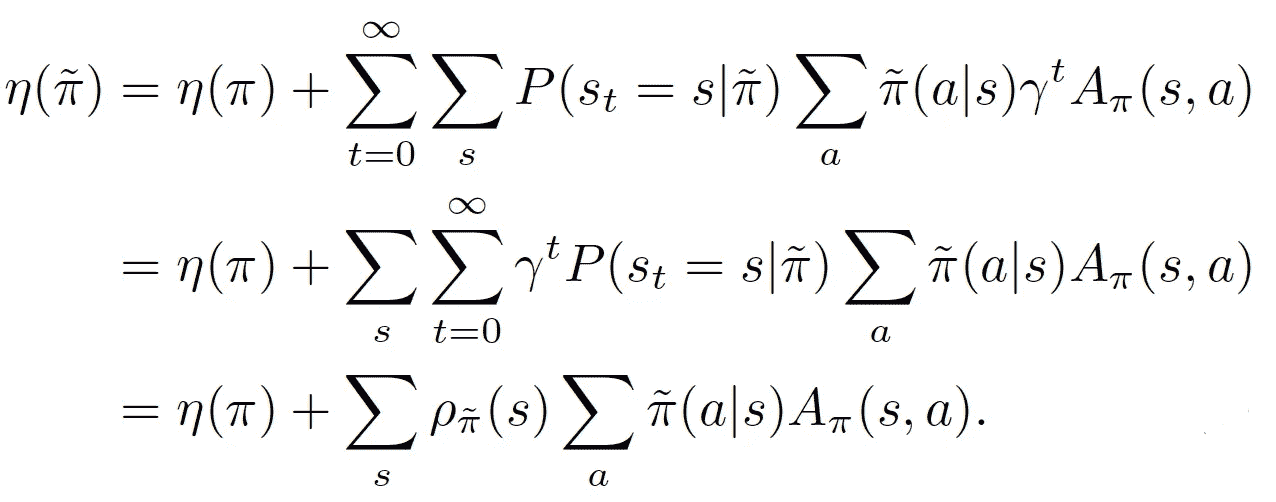 η(π̃) = η(π) + ∑_{t=0}^{∞} ∑_{s} P(s_t = s|π̃) ∑_{a} π̃(a|s)γ^t A_π(s, a)
= η(π) + ∑_{s} ∑_{t=0}^{∞} γ^t P(s_t = s|π̃) ∑_{a} π̃(a|s)A_π(s, a)
= η(π) + ∑_{s} ρ_π̃(s) ∑_{a} π̃(a|s)A_π(s, a).